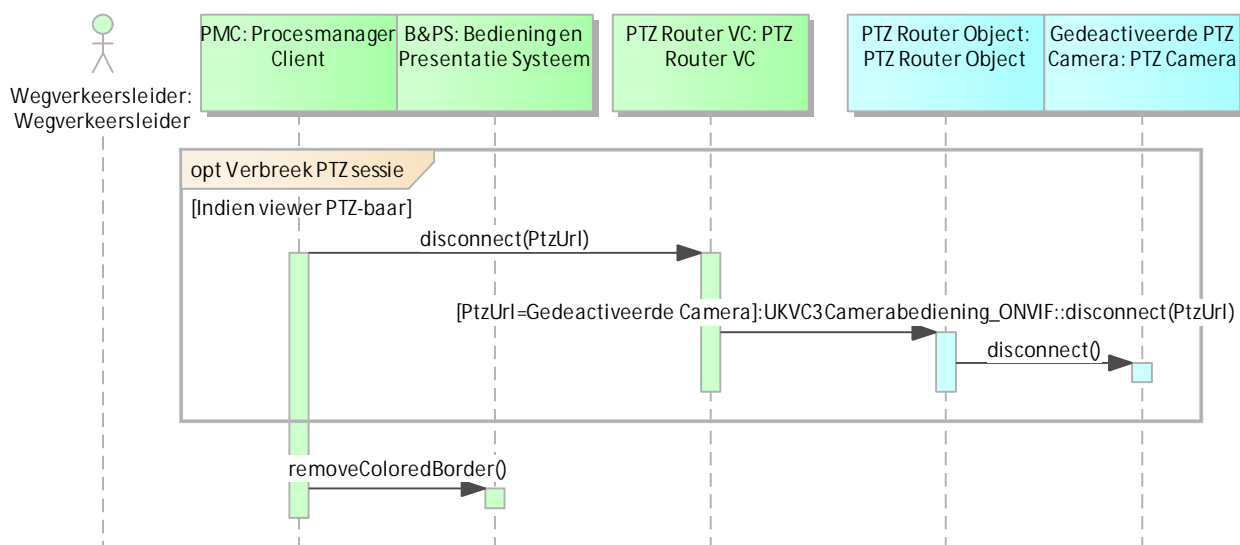 PMC: Procesmanager
Client
B&PS: Bediening en
Presentatie Systeem
PTZ Router VC: PTZ
Router VC
PTZ Router Object:
PTZ Router Object
Gedeactiveerde PTZ
Camera: PTZ Camera
Wegverkeersleider:
Wegverkeersleider
opt Verbreek PTZ sessie
[Indien viewer PTZ-baar]
disconnect(PtzUrl)
[PtzUrl=Gedeactiveerde Camera]:UKVC3Camerabediening_ONVIF::disconnect(PtzUrl)
disconnect()
removeColoredBorder()